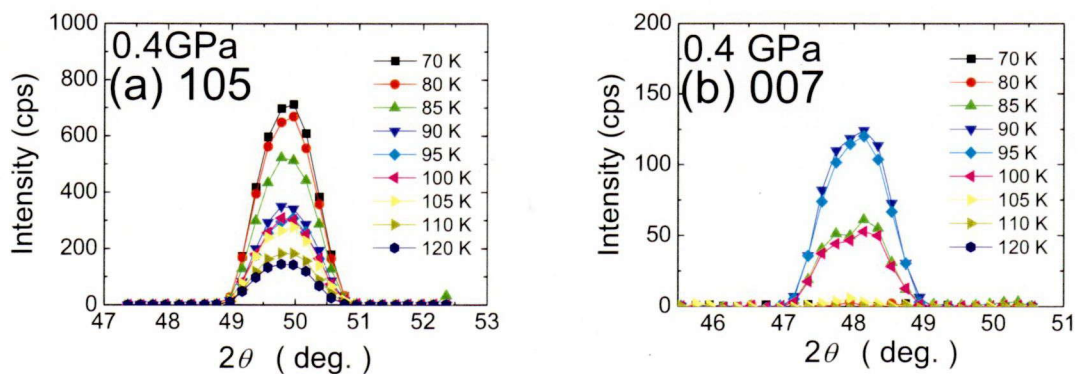 1000
800
600
400
200
0
Intensity (cps)
0.4GPa
(a) 105
70 K
80 K
85 K
90 K
95 K
100 K
105 K
110 K
120 K
47 48 49 50 51 52 53
2θ ( deg. )
200
150
100
50
0
Intensity (cps)
0.4 GPa
(b) 007
70 K
80 K
85 K
90 K
95 K
100 K
105 K
110 K
120 K
46 47 48 49 50 51
2θ ( deg. )